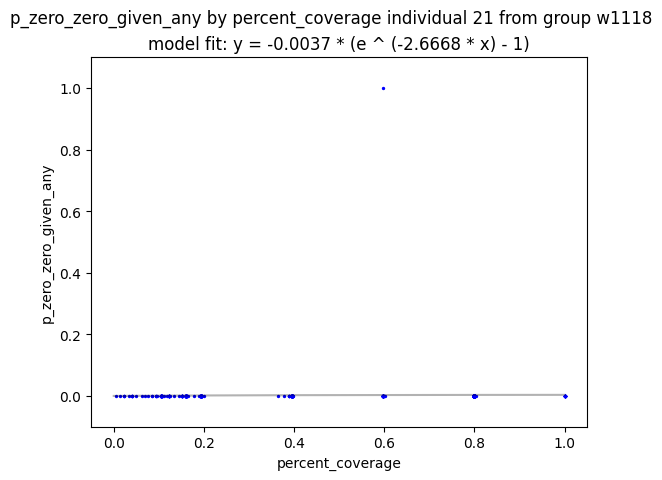 p_zero_zero_given_any by percent_coverage individual 21 from group w1118
model fit: y = -0.0037 * (e ^ (-2.6668 * x) - 1)
1.0
0.8
0.6
0.4
0.2
0.0
p_zero_zero_given_any
0.0 0.2 0.4 0.6 0.8 1.0
percent_coverage